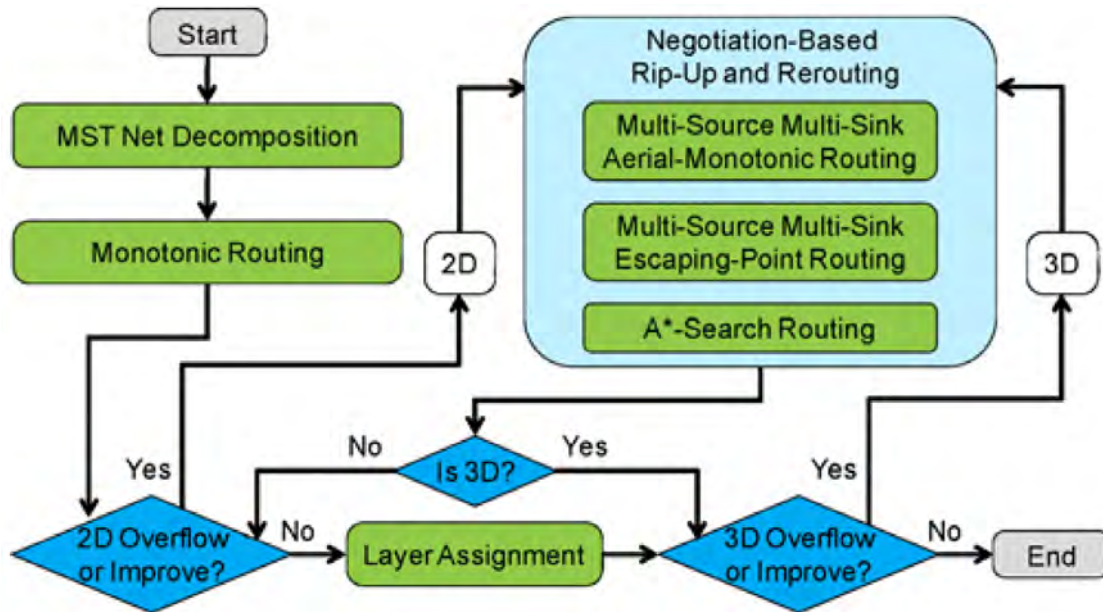 Start
MST Net Decomposition
Monotonic Routing
2D
Negotiation-Based
Rip-Up and Rerouting
Multi-Source Multi-Sink
Aerial-Monotonic Routing
Multi-Source Multi-Sink
Escaping-Point Routing
A*-Search Routing
3D
No
Is 3D?
Yes
Yes
Yes
2D Overflow
or Improve?
No
Layer Assignment
3D Overflow
or Improve?
No
End